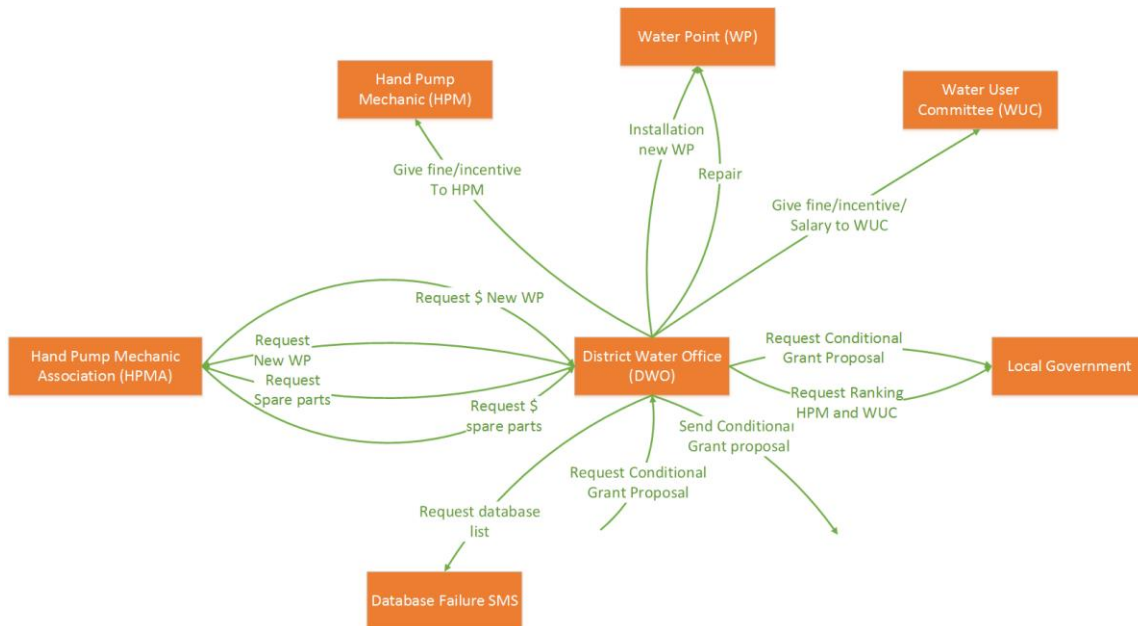 Water Point (WP)
Hand Pump
Mechanic (HPM)
Water User
Committee (WUC)
Installation
new WP
Repair
Give fine/incentive
To HPM
Give fine/incentive/
Salary to WUC
Request $ New WP
Request
New WP
Request
Spare parts
Request $
spare parts
Hand Pump Mechanic
Association (HPMA)
District Water Office
(DWO)
Request Conditional
Grant Proposal
Request Ranking
HPM and WUC
Local Government
Send Conditional
Grant proposal
Request Conditional
Grant Proposal
Request database
list
Database Failure SMS